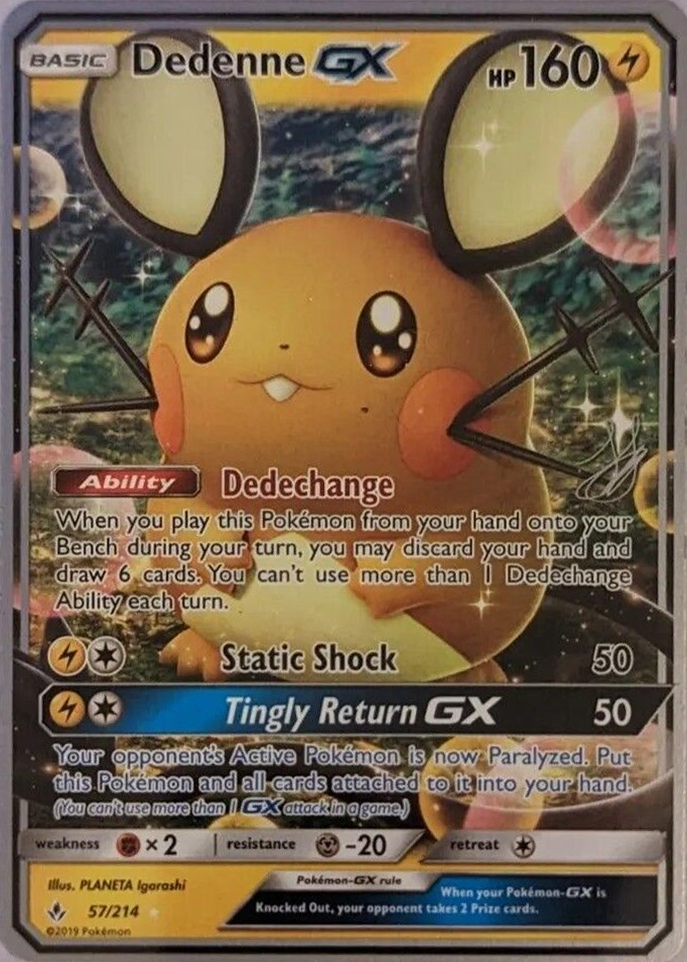 BASIC Dedenne GX HP 160
Ability Dedechange
When you play this Pokémon from your hand onto your
Bench during your turn, you may discard your hand and
draw 6 cards. You can't use more than 1 Dedechange
Ability each turn.
Static Shock 50
Tingly Return GX 50
Your opponent's Active Pokémon is now Paralyzed. Put
this Pokémon and all cards attached to it into your hand.
(You can't use more than 1 GX attack in a game.)
weakness ×2 resistance -20 retreat
Illus. PLANETA Igarashi
Pokémon-GX rule
When your Pokémon-GX is
Knocked Out, your opponent takes 2 Prize cards.
57/214
©2019 Pokémon